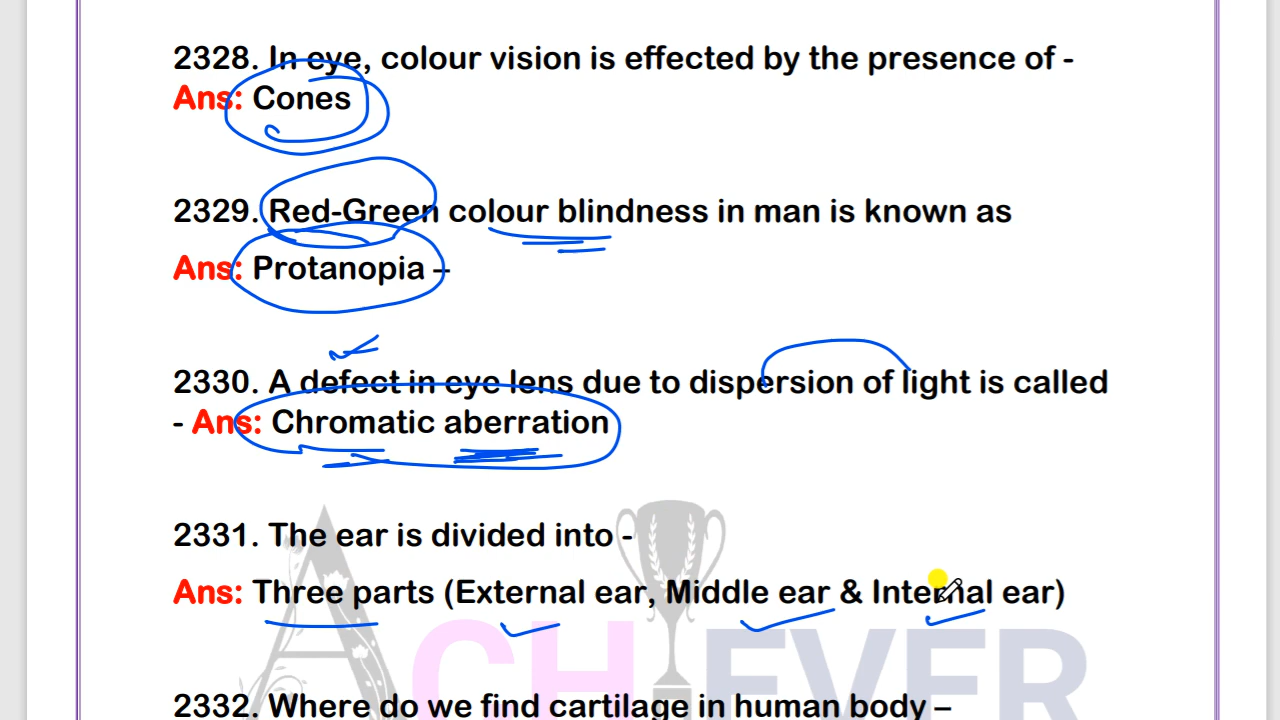 2328. In eye, colour vision is effected by the presence of -
Ans: Cones
2329. Red-Green colour blindness in man is known as
Ans: Protanopia –
2330. A defect in eye lens due to dispersion of light is called
- Ans: Chromatic aberration
2331. The ear is divided into -
Ans: Three parts (External ear, Middle ear & Internal ear)
ACHIEVER
2332. Where do we find cartilage in human body –